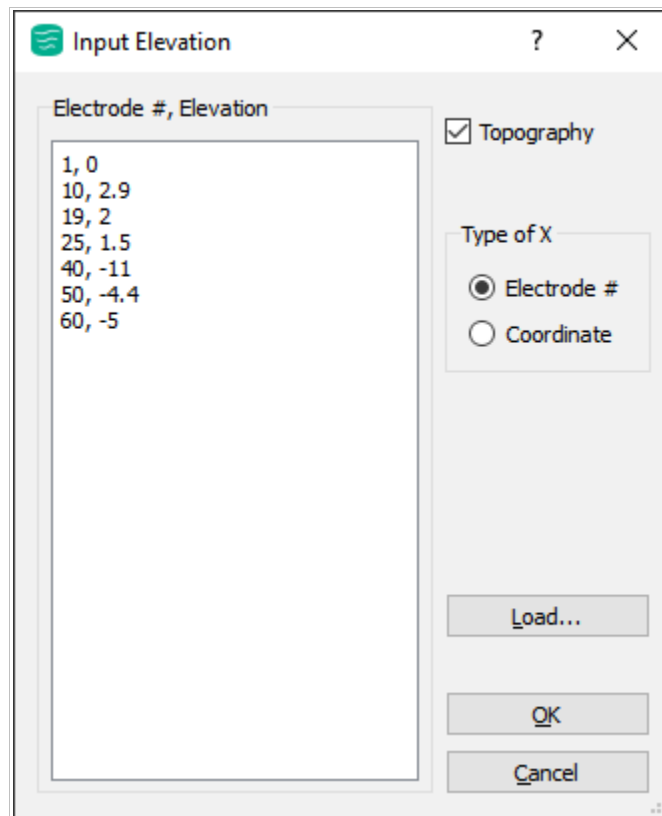 Input Elevation
?
Electrode #, Elevation
1, 0
10, 2.9
19, 2
25, 1.5
40, -11
50, -4.4
60, -5
Topography
Type of X
Electrode #
Coordinate
Load...
OK
Cancel